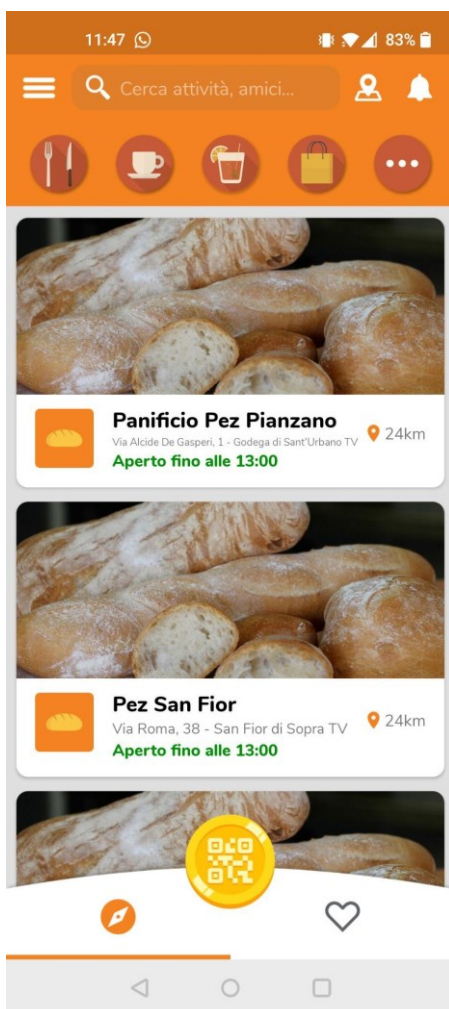 11:47 83%
Cerca attività, amici...
Panificio Pez Pianzano
Via Alcide De Gasperi, 1 - Godega di Sant'Urbano TV
24km
Aperto fino alle 13:00
Pez San Fior
Via Roma, 38 - San Fior di Sopra TV
24km
Aperto fino alle 13:00